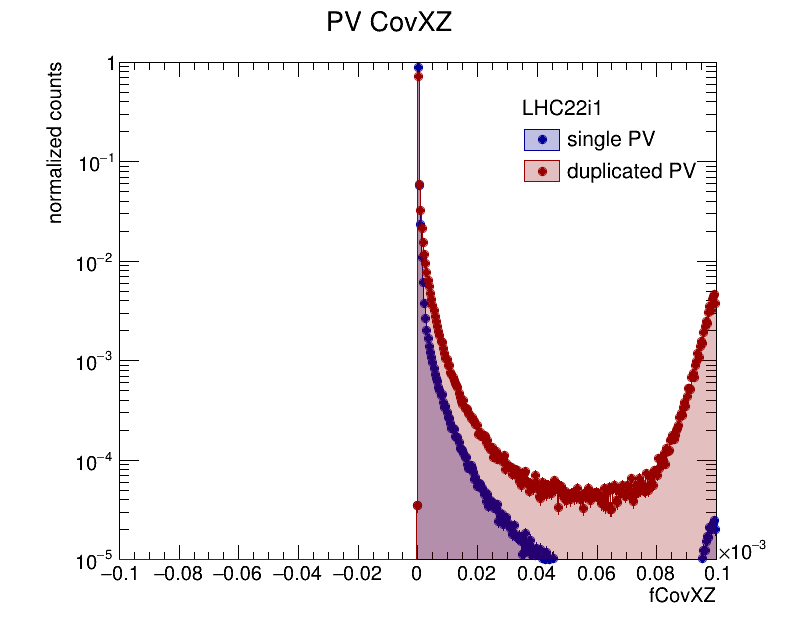 PV CovXZ
normalized counts
LHC22i1
single PV
duplicated PV
1
10⁻¹
10⁻²
10⁻³
10⁻⁴
10⁻⁵
−0.1 −0.08 −0.06 −0.04 −0.02 0 0.02 0.04 0.06 0.08 0.1
×10⁻³
fCovXZ